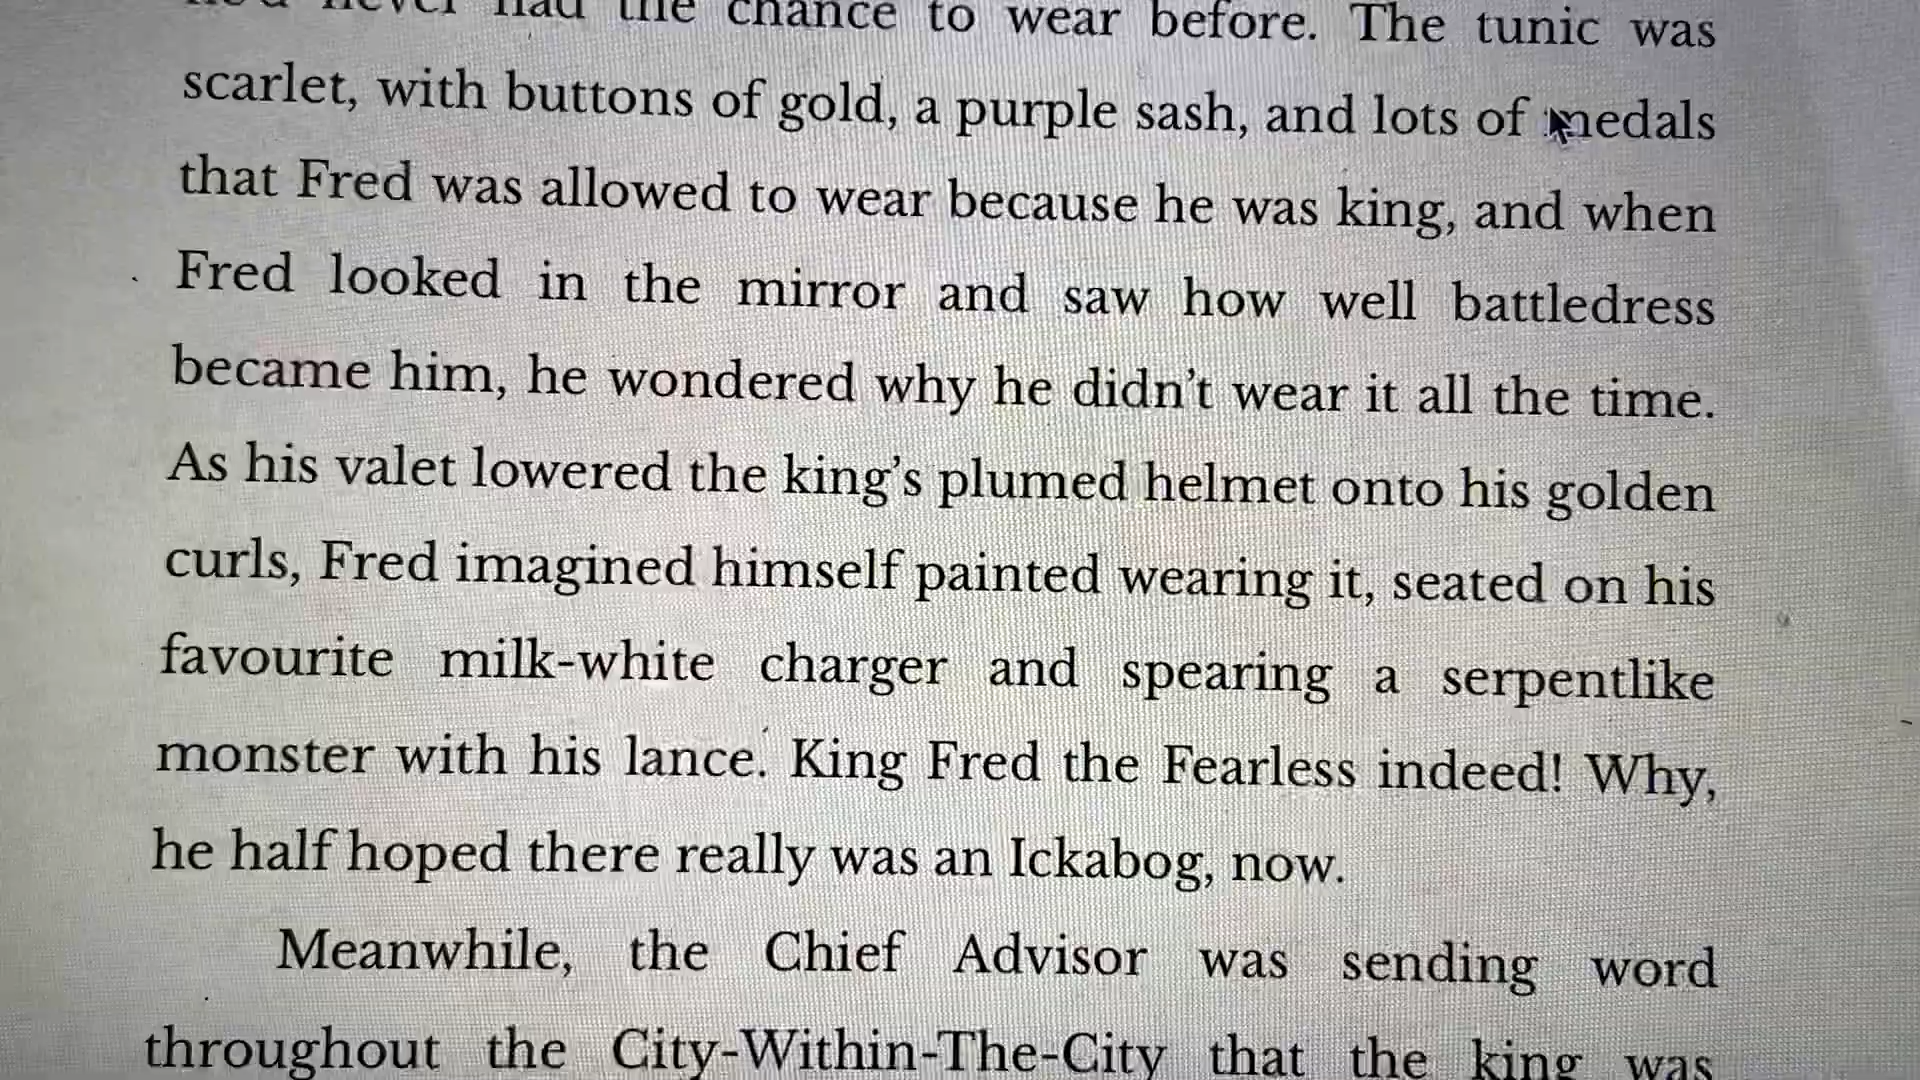 never had the chance to wear before. The tunic was
scarlet, with buttons of gold, a purple sash, and lots of medals
that Fred was allowed to wear because he was king, and when
Fred looked in the mirror and saw how well battledress
became him, he wondered why he didn’t wear it all the time.
As his valet lowered the king’s plumed helmet onto his golden
curls, Fred imagined himself painted wearing it, seated on his
favourite milk-white charger and spearing a serpentlike
monster with his lance. King Fred the Fearless indeed! Why,
he half hoped there really was an Ickabog, now.
Meanwhile, the Chief Advisor was sending word
throughout the City-Within-The-City that the king was